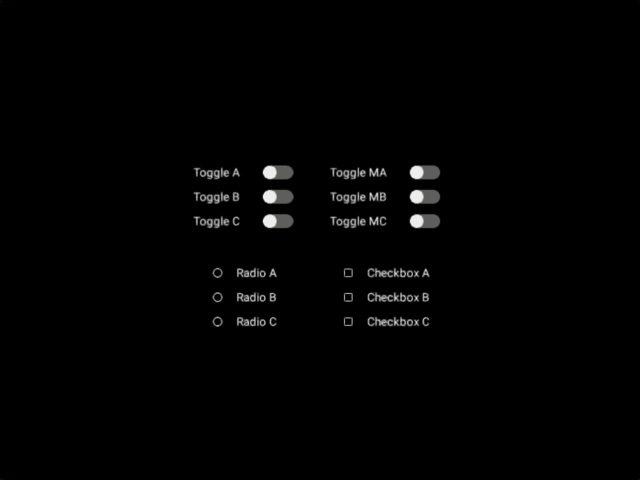 Toggle A Toggle MA
Toggle B Toggle MB
Toggle C Toggle MC
Radio A Checkbox A
Radio B Checkbox B
Radio C Checkbox C